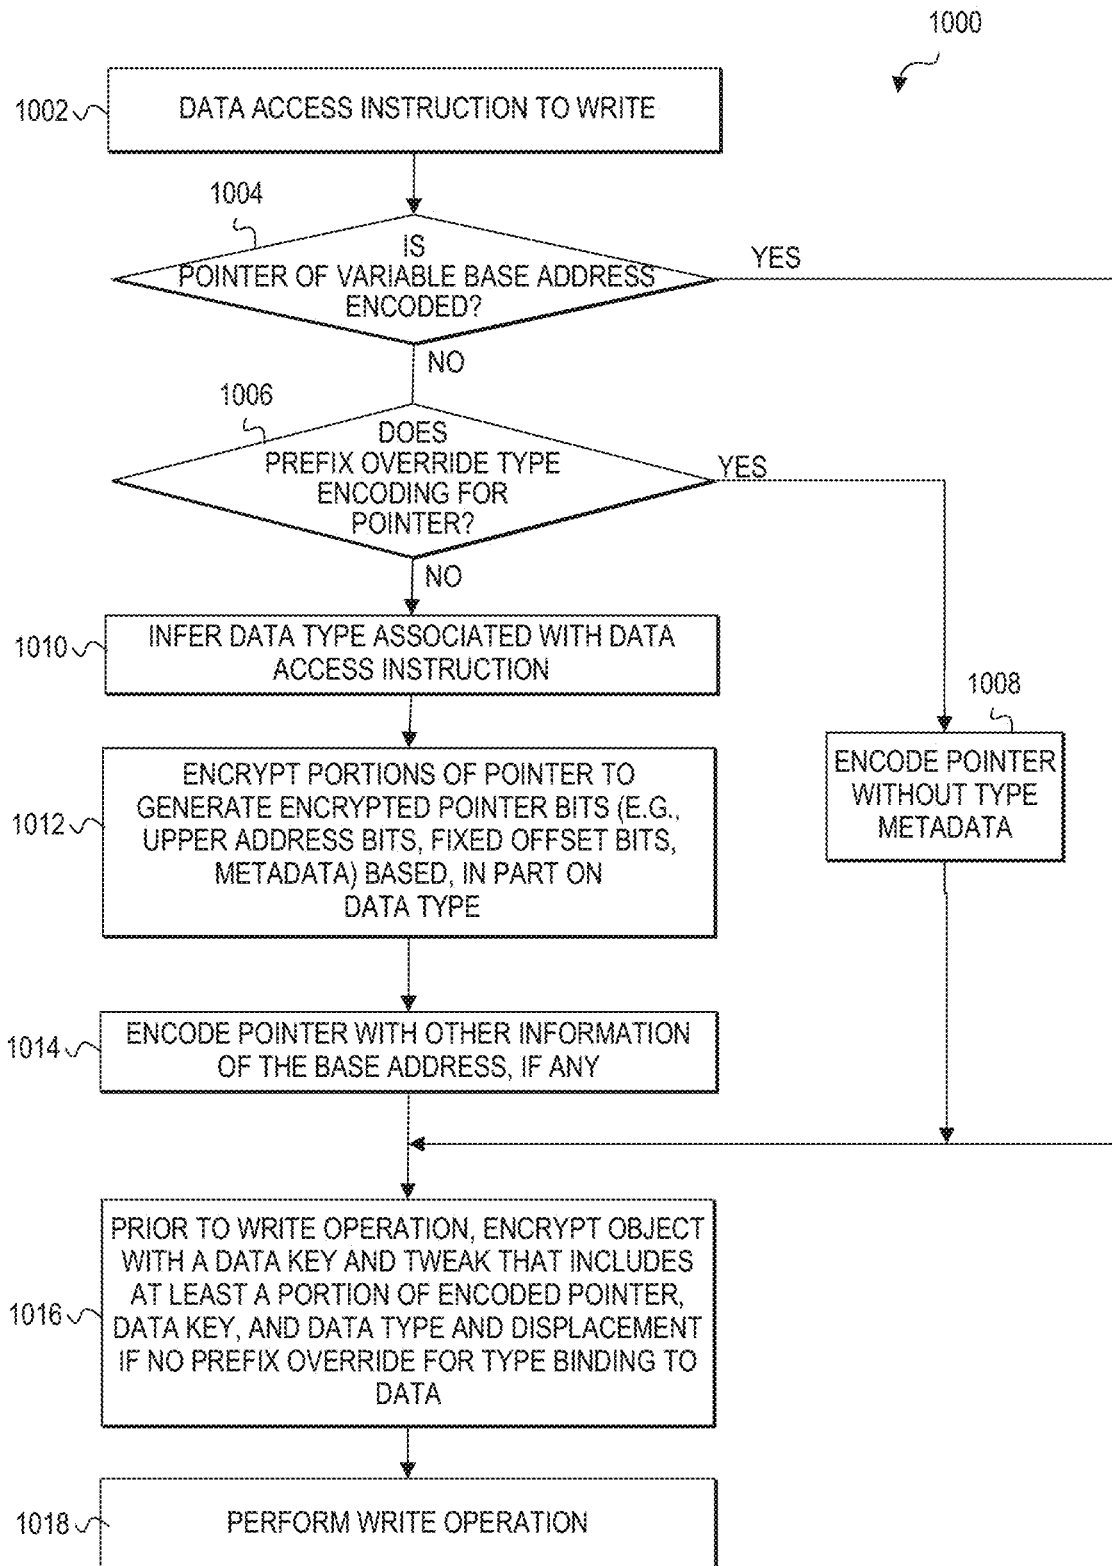 1000
1002
DATA ACCESS INSTRUCTION TO WRITE
1004
IS
POINTER OF VARIABLE BASE ADDRESS
ENCODED?
YES
NO
1006
DOES
PREFIX OVERRIDE TYPE
ENCODING FOR
POINTER?
YES
NO
1010
INFER DATA TYPE ASSOCIATED WITH DATA
ACCESS INSTRUCTION
1008
ENCODE POINTER
WITHOUT TYPE
METADATA
1012
ENCRYPT PORTIONS OF POINTER TO
GENERATE ENCRYPTED POINTER BITS (E.G.,
UPPER ADDRESS BITS, FIXED OFFSET BITS,
METADATA) BASED, IN PART ON
DATA TYPE
1014
ENCODE POINTER WITH OTHER INFORMATION
OF THE BASE ADDRESS, IF ANY
1016
PRIOR TO WRITE OPERATION, ENCRYPT OBJECT
WITH A DATA KEY AND TWEAK THAT INCLUDES
AT LEAST A PORTION OF ENCODED POINTER,
DATA KEY, AND DATA TYPE AND DISPLACEMENT
IF NO PREFIX OVERRIDE FOR TYPE BINDING TO
DATA
1018
PERFORM WRITE OPERATION